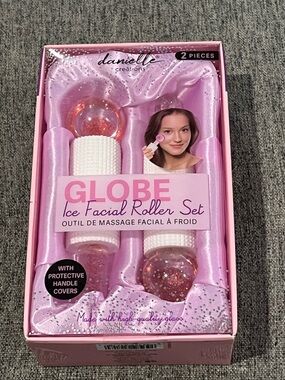 danielle
creations
2 PIECES
GLOBE
Ice Facial Roller Set
OUTIL DE MASSAGE FACIAL À FROID
WITH
PROTECTIVE
HANDLE
COVERS
Made with high-quality glass